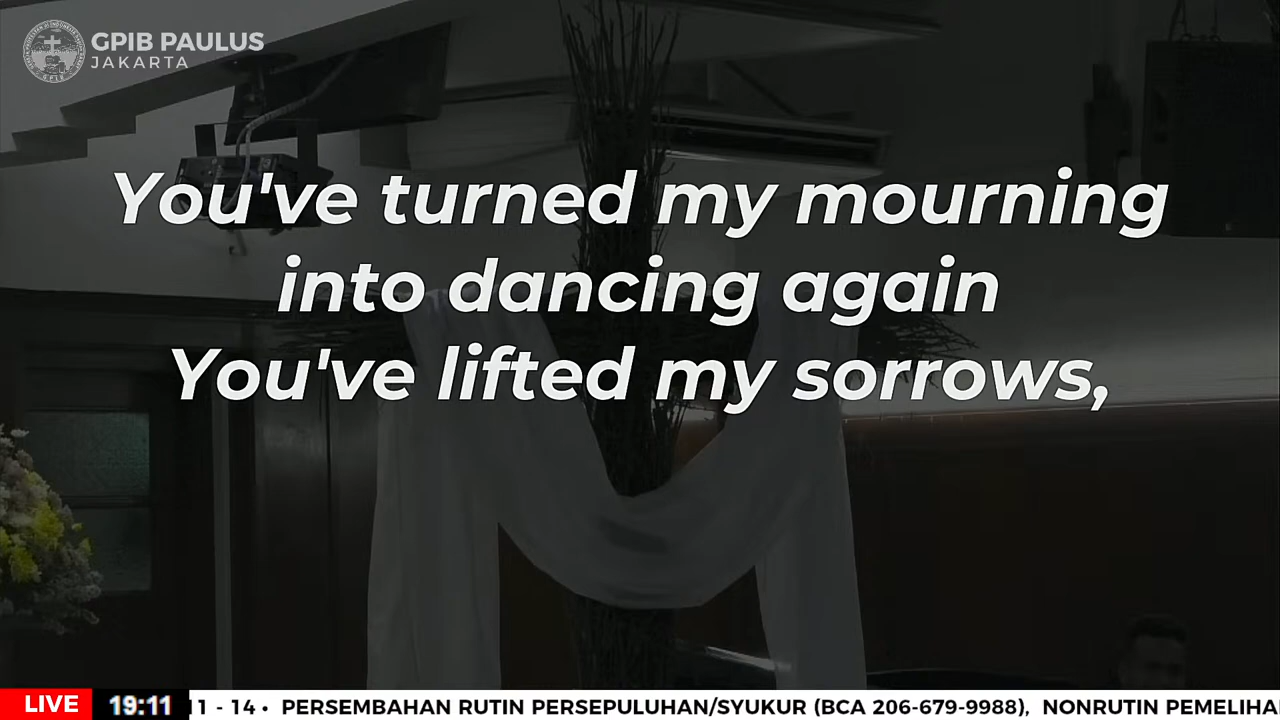 GPIB PAULUS
JAKARTA
You've turned my mourning
into dancing again
You've lifted my sorrows,
LIVE 19:11 11 - 14 • PERSEMBAHAN RUTIN PERSEPULUHAN/SYUKUR (BCA 206-679-9988), NONRUTIN PEMELIHA